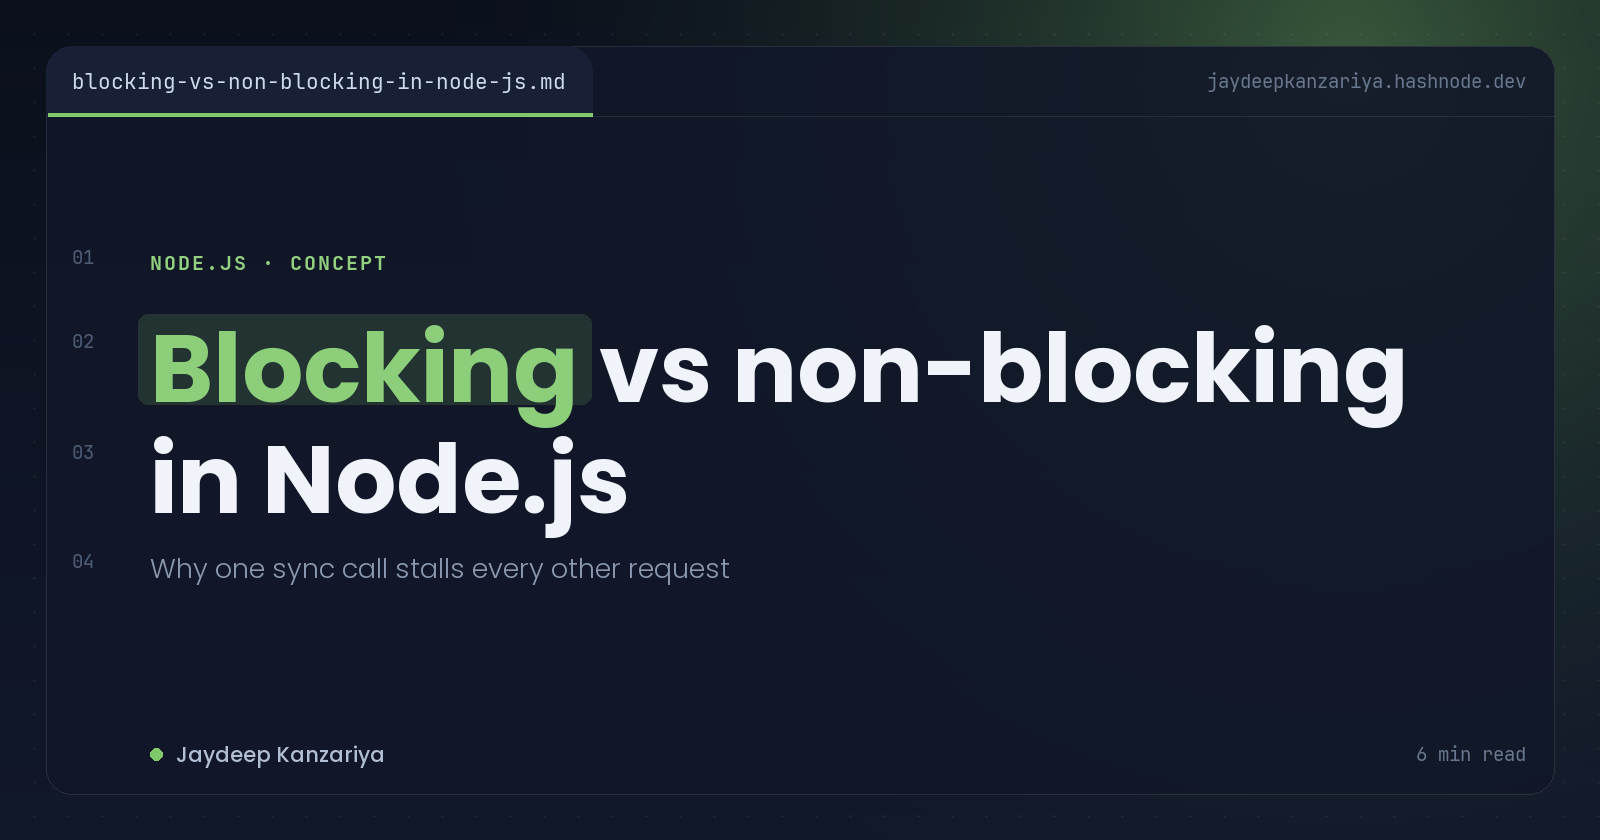 blocking-vs-non-blocking-in-node-js.md
jaydeepkanzariya.hashnode.dev
01
NODE.JS · CONCEPT
02
Blocking vs non-blocking
03
in Node.js
04
Why one sync call stalls every other request
Jaydeep Kanzariya
6 min read